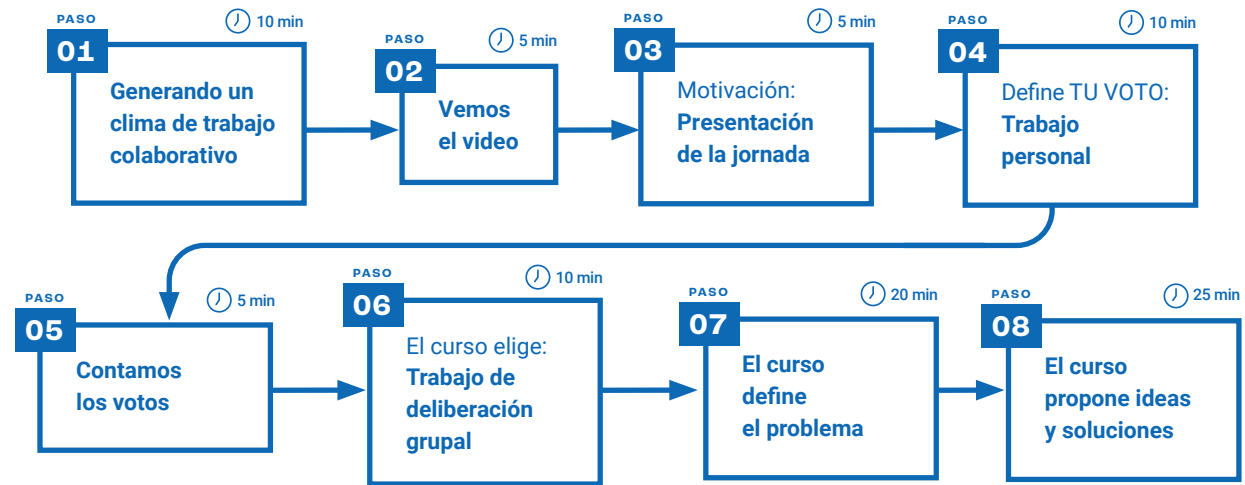 PASO
01
10 min
Generando un
clima de trabajo
colaborativo
PASO
02
5 min
Vemos
el video
PASO
03
5 min
Motivación:
Presentación
de la jornada
PASO
04
10 min
Define TU VOTO:
Trabajo
personal
PASO
05
5 min
Contamos
los votos
PASO
06
10 min
El curso elige:
Trabajo de
deliberación
grupal
PASO
07
20 min
El curso
define
el problema
PASO
08
25 min
El curso
propone ideas
y soluciones